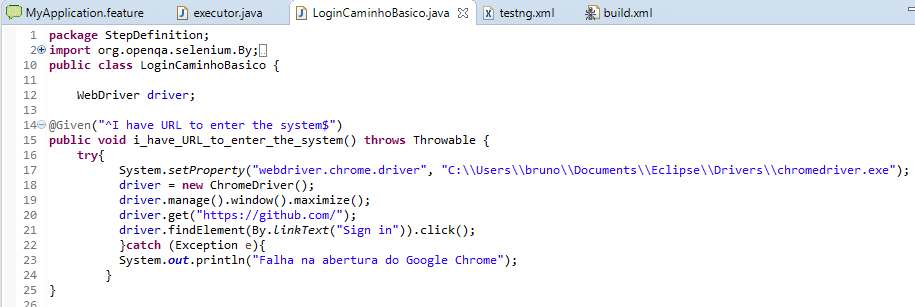 MyApplication.feature executor.java LoginCaminhoBasico.java testng.xml build.xml
1 package StepDefinition;
2 import org.openqa.selenium.By;
10 public class LoginCaminhoBasico {
11
12 WebDriver driver;
13
14 @Given("^I have URL to enter the system$")
15 public void i_have_URL_to_enter_the_system() throws Throwable {
16 try{
17 System.setProperty("webdriver.chrome.driver", "C:\\Users\\bruno\\Documents\\Eclipse\\Drivers\\chromedriver.exe");
18 driver = new ChromeDriver();
19 driver.manage().window().maximize();
20 driver.get("https://github.com/");
21 driver.findElement(By.linkText("Sign in")).click();
22 }catch (Exception e){
23 System.out.println("Falha na abertura do Google Chrome");
24 }
25 }
26